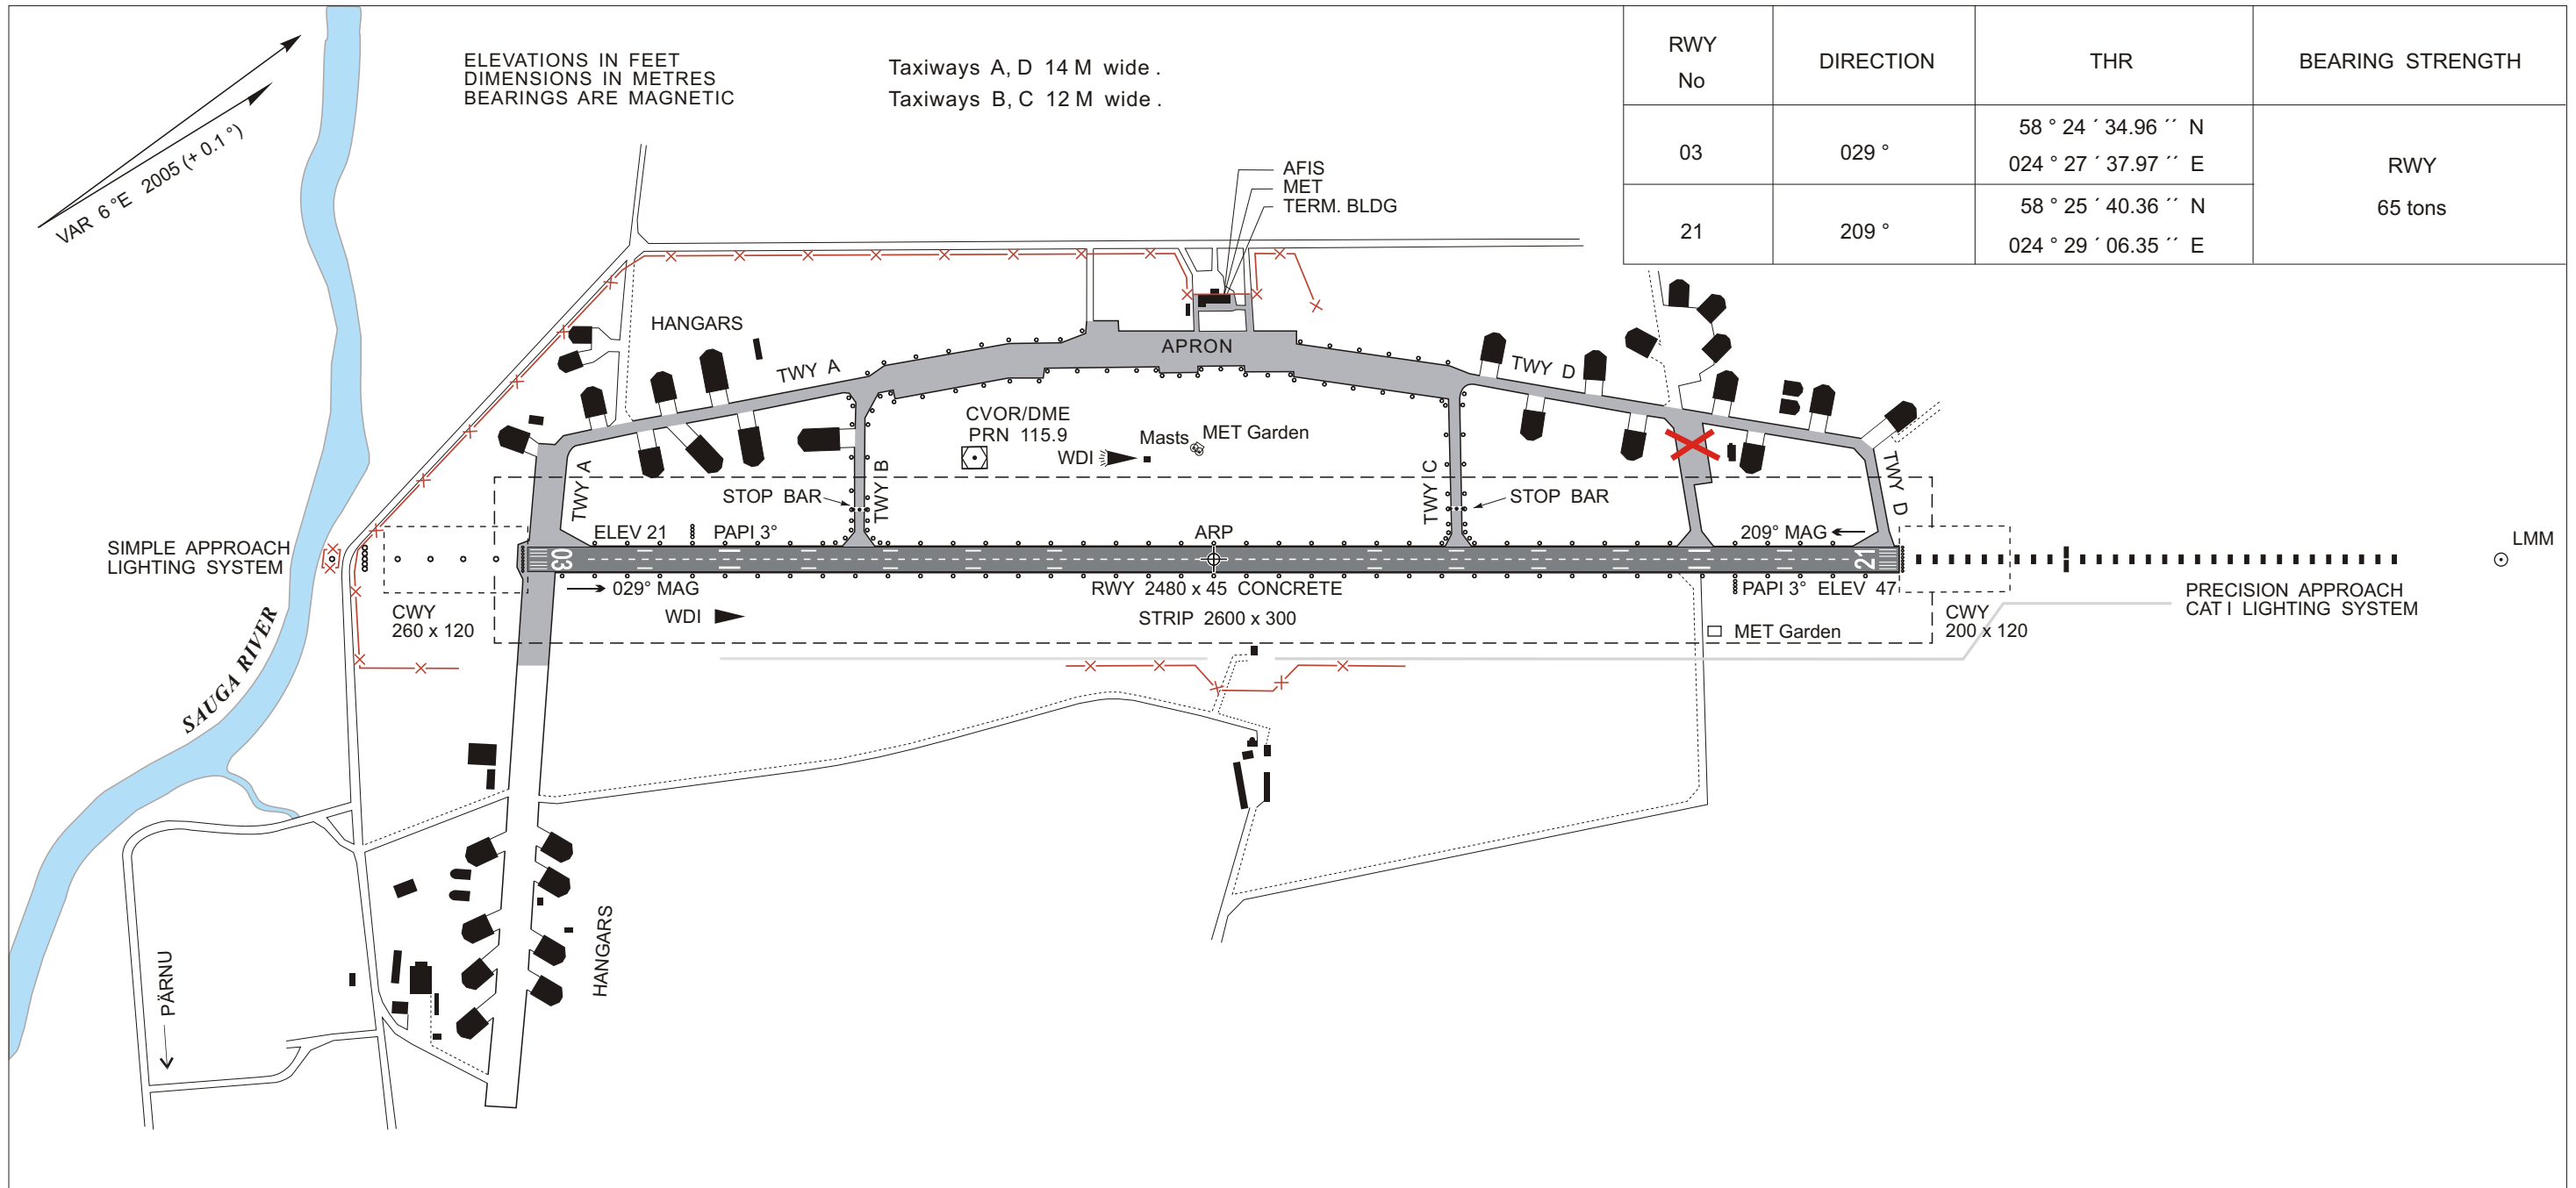 ELEVATIONS IN FEET
DIMENSIONS IN METRES
BEARINGS ARE MAGNETIC
Taxiways A, D 14 M wide .
Taxiways B, C 12 M wide .
RWY
No
DIRECTION
THR
BEARING STRENGTH
03
029 °
58 ° 24 ´ 34.96 ´´ N
024 ° 27 ´ 37.97 ´´ E
21
209 °
58 ° 25 ´ 40.36 ´´ N
024 ° 29 ´ 06.35 ´´ E
RWY
65 tons
VAR 6 °E 2005 (+ 0.1 °)
AFIS
MET
TERM. BLDG
HANGARS
APRON
TWY A
TWY D
CVOR/DME
PRN 115.9
WDI
Masts
MET Garden
TWY A
TWY B
TWY C
TWY D
STOP BAR
STOP BAR
ELEV 21
PAPI 3°
ARP
209° MAG
SIMPLE APPROACH
LIGHTING SYSTEM
03
21
LMM
029° MAG
RWY 2480 x 45 CONCRETE
PAPI 3° ELEV 47
PRECISION APPROACH
CAT I LIGHTING SYSTEM
CWY
260 x 120
WDI
STRIP 2600 x 300
MET Garden
CWY
200 x 120
SAUGA RIVER
HANGARS
PÄRNU